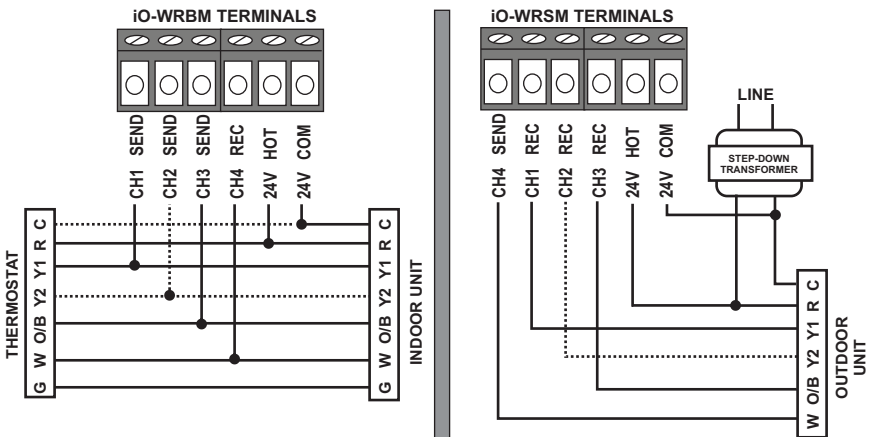 iO-WRBM TERMINALS
CH1 SEND
CH2 SEND
CH3 SEND
CH4 REC
24V HOT
24V COM
THERMOSTAT
C
R
Y1
Y2
O/B
W
G
C
R
Y1
Y2
O/B
W
G
INDOOR UNIT
iO-WRSM TERMINALS
CH4 SEND
CH1 REC
CH2 REC
CH3 REC
24V HOT
24V COM
LINE
STEP-DOWN
TRANSFORMER
C
R
Y1
Y2
O/B
W
OUTDOOR
UNIT